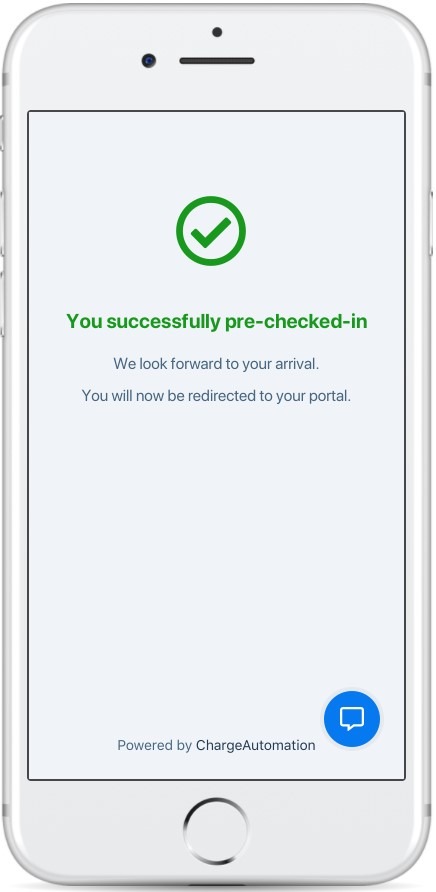 You successfully pre-checked-in
We look forward to your arrival.
You will now be redirected to your portal.
Powered by ChargeAutomation